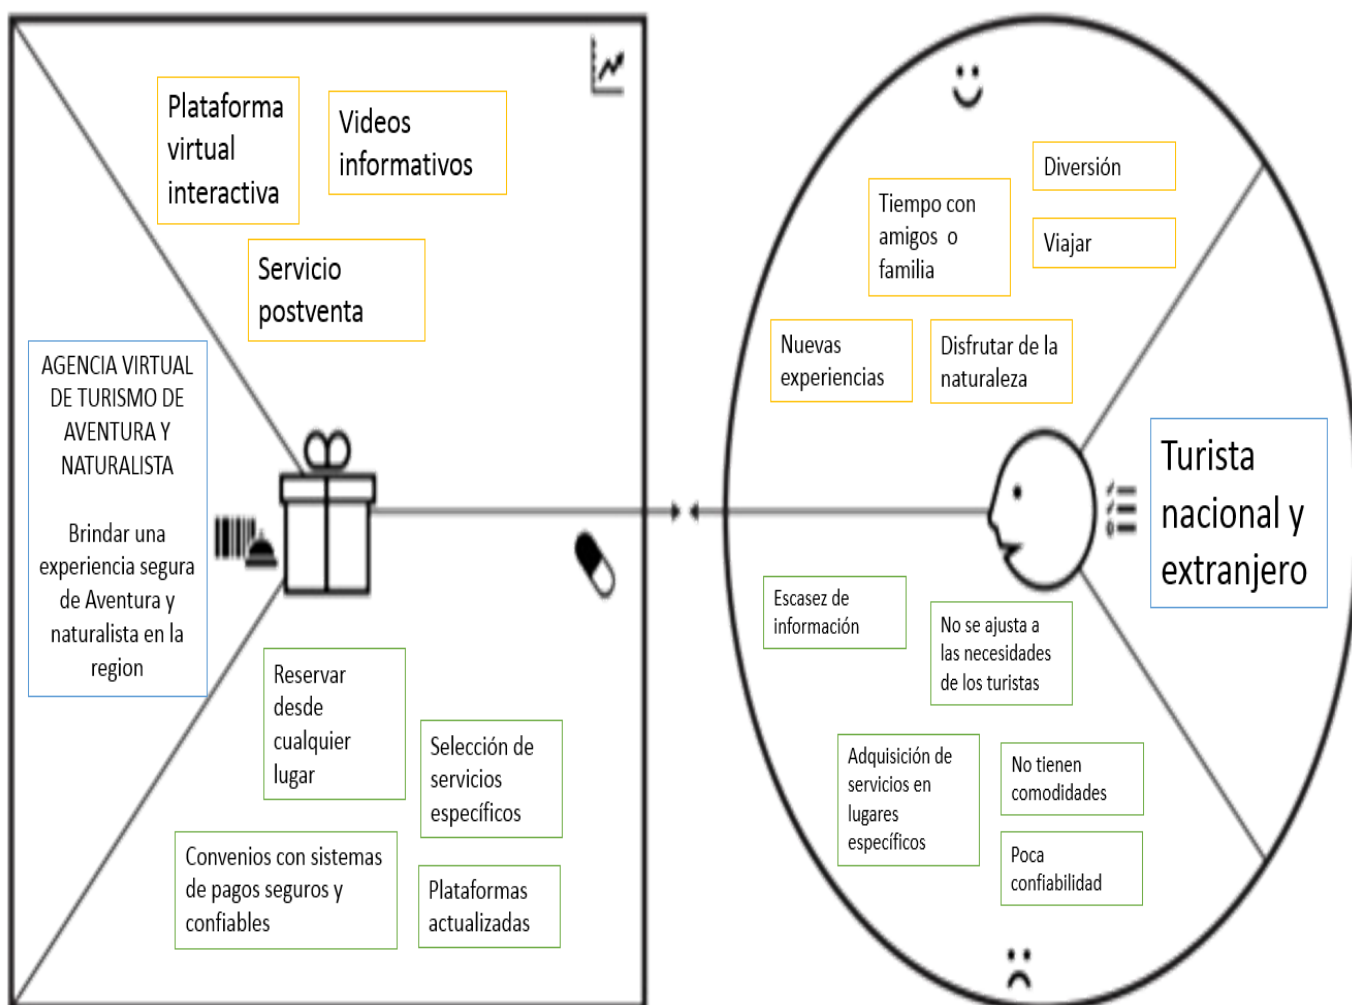 Plataforma
virtual
interactiva
Videos
informativos
Servicio
postventa
AGENCIA VIRTUAL
DE TURISMO DE
AVENTURA Y
NATURALISTA
Brindar una
experiencia segura
de Aventura y
naturalista en la
region
Reservar
desde
cualquier
lugar
Selección de
servicios
específicos
Convenios con sistemas
de pagos seguros y
confiables
Plataformas
actualizadas
Diversión
Tiempo con
amigos o
familia
Viajar
Nuevas
experiencias
Disfrutar de la
naturaleza
Turista
nacional y
extranjero
Escasez de
información
No se ajusta a
las necesidades
de los turistas
Adquisición de
servicios en
lugares
específicos
No tienen
comodidades
Poca
confiabilidad